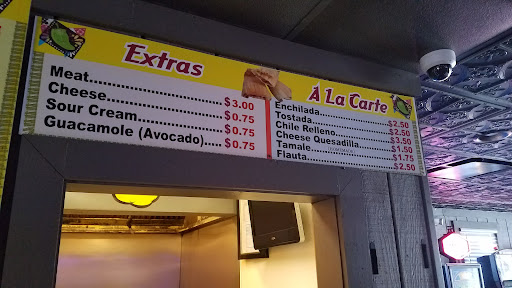 Extras
Meat..............................$3.00
Cheese..........................$0.75
Sour Cream..................$0.75
Guacamole (Avocado).....$0.75
A La Carte
Enchilada....................$2.50
Tostada.......................$2.50
Chile Relleno..............$3.50
Cheese Quesadilla......$1.50
Tamale........................$1.75
Flauta.........................$2.50